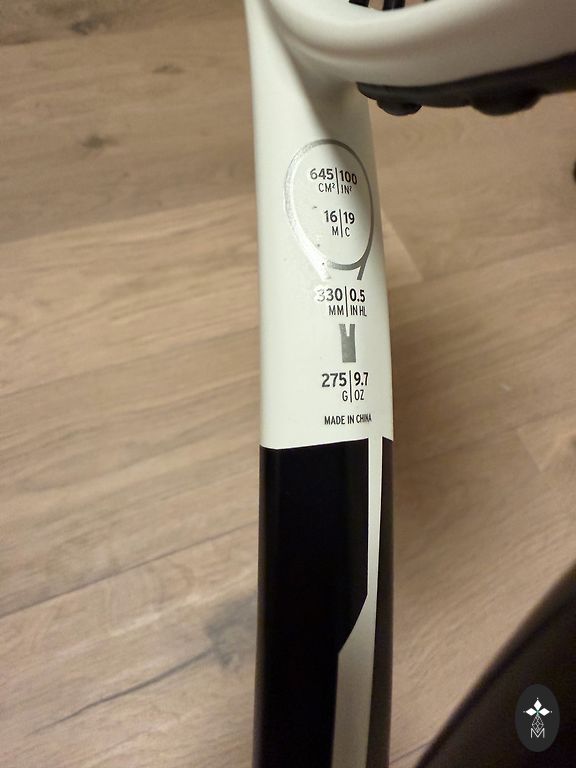 645|100
CM²|IN²
16|19
M|C
330|0.5
MM|IN HL
275|9.7
G|OZ
MADE IN CHINA
M